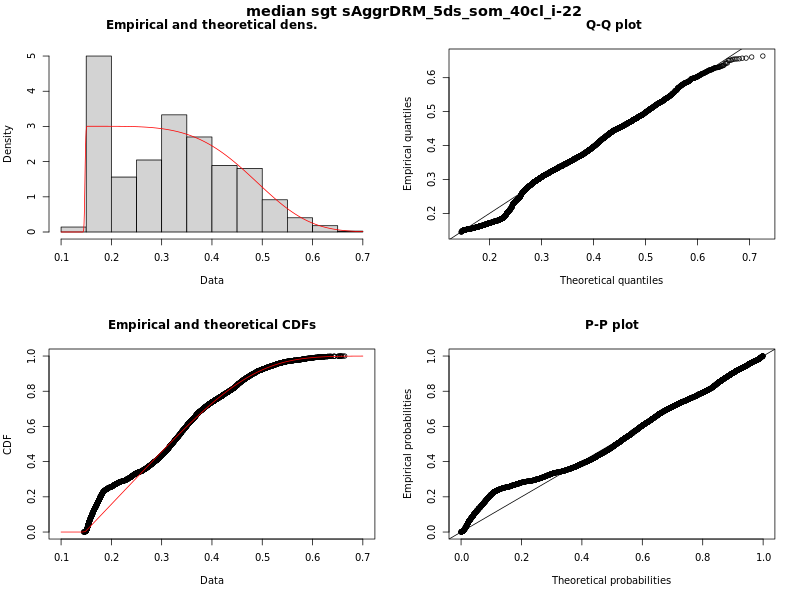 median sgt sAggrDRM_5ds_som_40cl_i-22
Empirical and theoretical dens.
Density
0
1
2
3
4
5
0.1 0.2 0.3 0.4 0.5 0.6 0.7
Data
Q-Q plot
Empirical quantiles
0.2
0.3
0.4
0.5
0.6
0.2 0.3 0.4 0.5 0.6 0.7
Theoretical quantiles
Empirical and theoretical CDFs
CDF
0.0
0.2
0.4
0.6
0.8
1.0
0.1 0.2 0.3 0.4 0.5 0.6 0.7
Data
P-P plot
Empirical probabilities
0.0
0.2
0.4
0.6
0.8
1.0
0.0 0.2 0.4 0.6 0.8 1.0
Theoretical probabilities